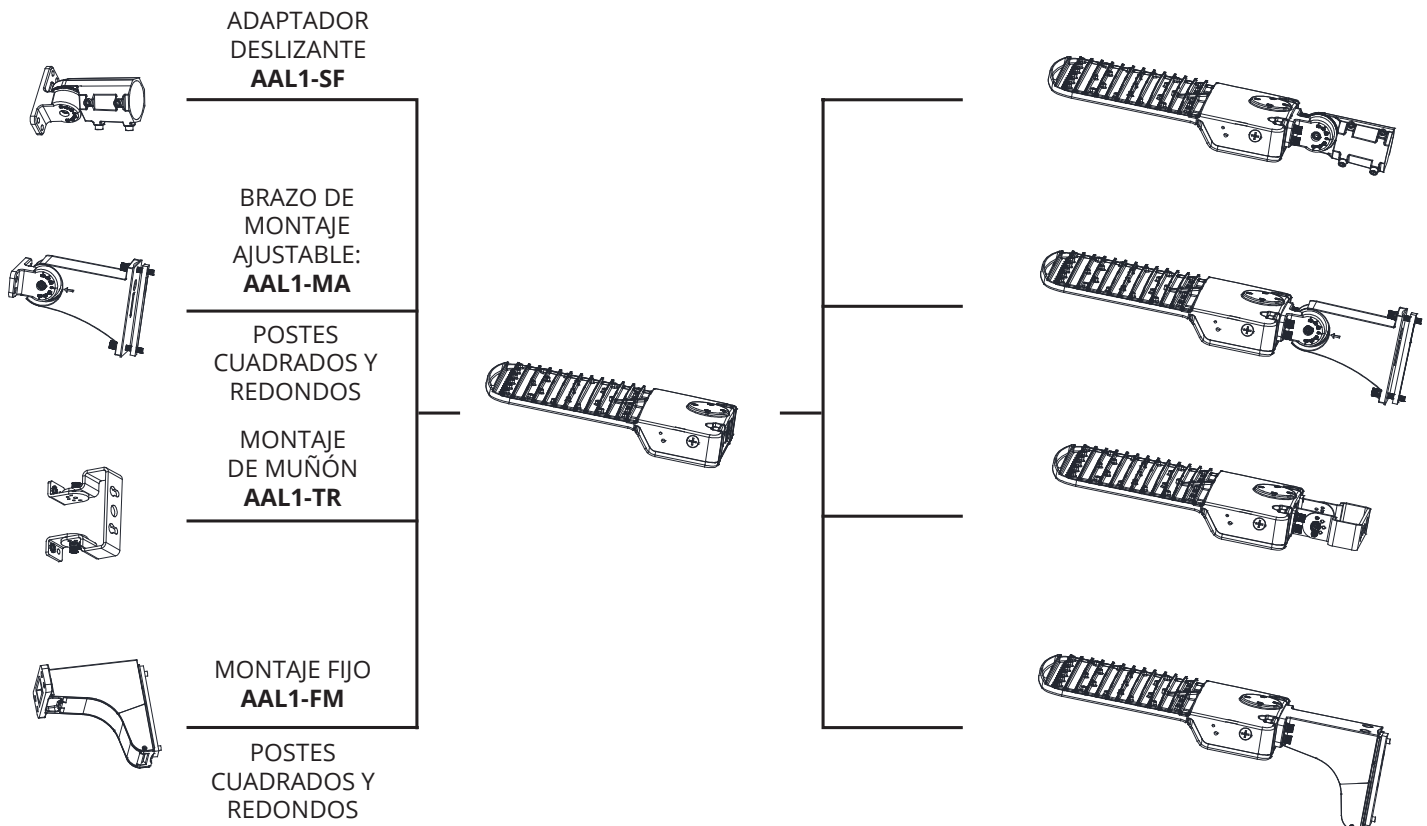 ADAPTADOR
DESLIZANTE
AAL1-SF
BRAZO DE
MONTAJE
AJUSTABLE:
AAL1-MA
POSTES
CUADRADOS Y
REDONDOS
MONTAJE
DE MUÑÓN
AAL1-TR
MONTAJE FIJO
AAL1-FM
POSTES
CUADRADOS Y
REDONDOS